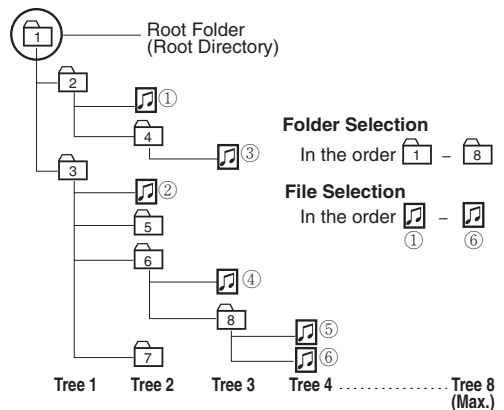 1
Root Folder
(Root Directory)
2
①
4
③
Folder Selection
In the order 1 – 8
3
②
File Selection
In the order –
① ⑥
5
6
④
8
⑤
⑥
7
Tree 1 Tree 2 Tree 3 Tree 4 ............... Tree 8
(Max.)